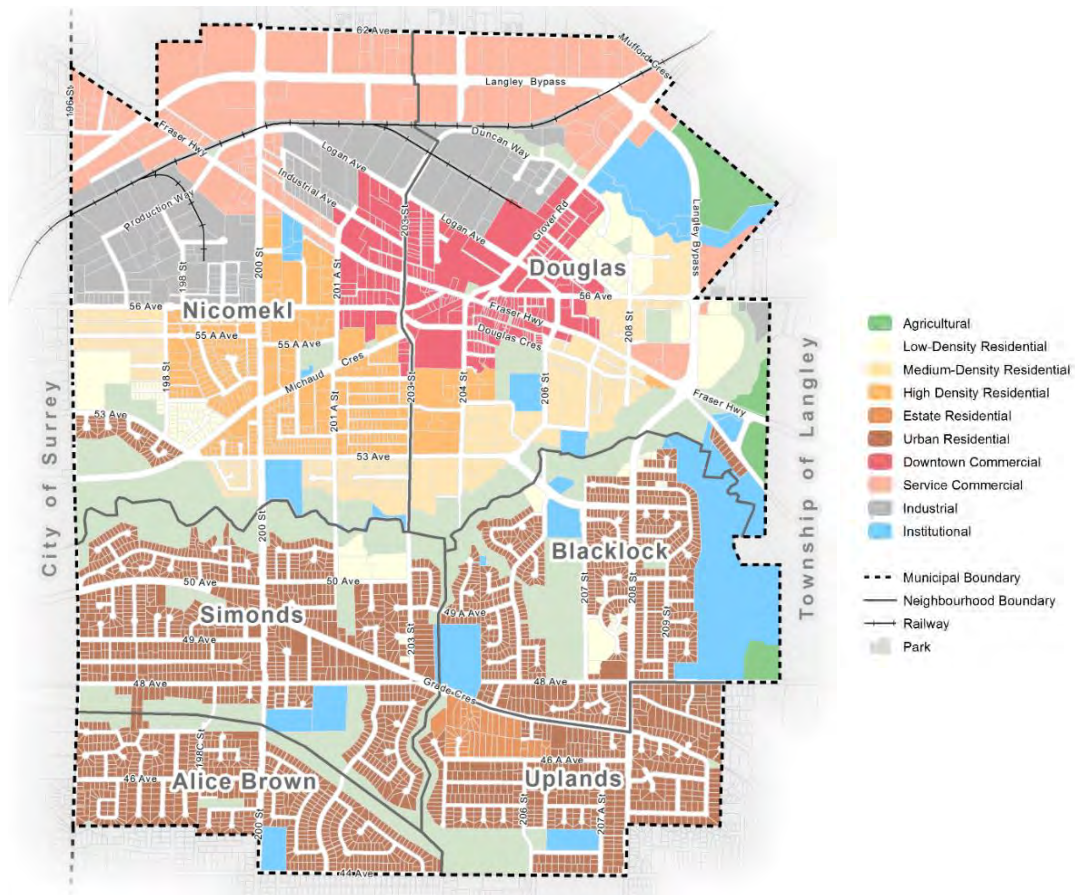 62 Ave
Mufford Cres
Langley Bypass
196 St
Fraser Hwy
Duncan Way
Logan Ave
Industrial Ave
Production Way
203 St
Logan Ave
Glover Rd
Langley Bypass
198 St
200 St
201 A St
Douglas
56 Ave
Nicomekl
56 Ave
Fraser Hwy
208 St
55 A Ave
55 A Ave
Douglas Cres
Michaud Cres
198 St
203 St
204 St
206 St
Fraser Hwy
53 Ave
201 A St
53 Ave
City of Surrey
Township of Langley
200 St
Blacklock
50 Ave
50 Ave
207 St
208 St
209 St
Simonds
49 A Ave
49 Ave
203 St
48 Ave
Grade Cres
48 Ave
198C St
46 A Ave
46 Ave
Alice Brown
Uplands
200 St
206 St
207 A St
44 Ave
Agricultural
Low-Density Residential
Medium-Density Residential
High Density Residential
Estate Residential
Urban Residential
Downtown Commercial
Service Commercial
Industrial
Institutional
Municipal Boundary
Neighbourhood Boundary
Railway
Park